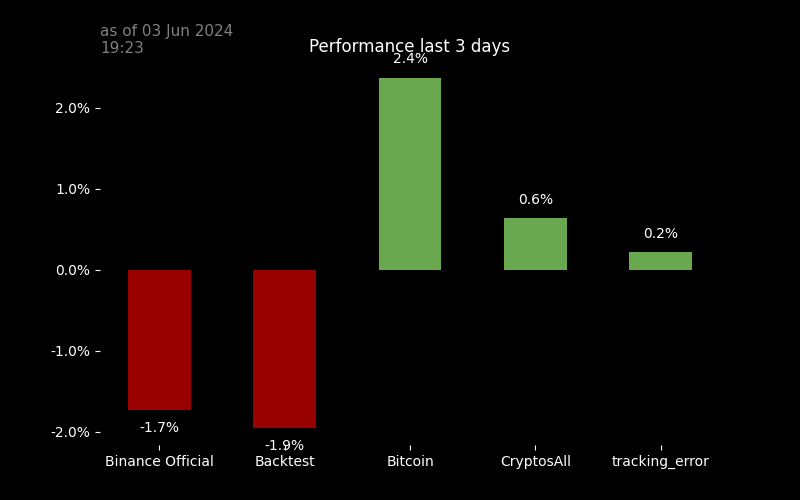 as of 03 Jun 2024
19:23
Performance last 3 days
2.4%
2.0%
1.0%
0.6%
0.2%
0.0%
-1.0%
-1.7%
-2.0%
-1.9%
Binance Official
Backtest
Bitcoin
CryptosAll
tracking_error